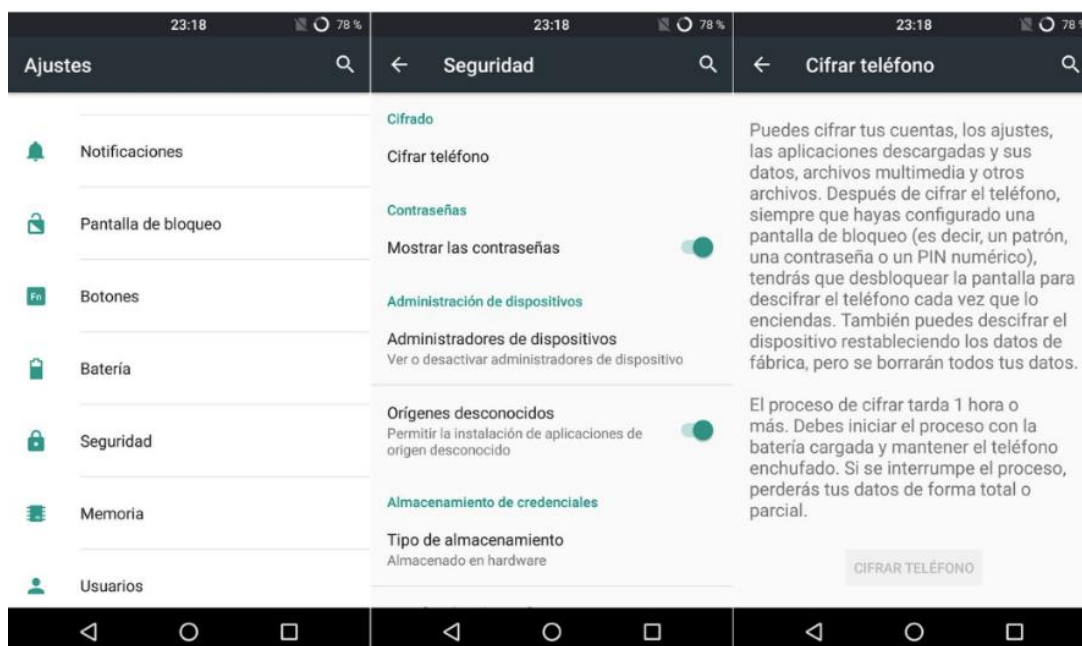 23:18
78 %
Ajustes
Notificaciones
Pantalla de bloqueo
Fn
Botones
Batería
Seguridad
Memoria
Usuarios
23:18
78 %
Seguridad
Cifrado
Cifrar teléfono
Contraseñas
Mostrar las contraseñas
Administración de dispositivos
Administradores de dispositivos
Ver o desactivar administradores de dispositivo
Orígenes desconocidos
Permitir la instalación de aplicaciones de
origen desconocido
Almacenamiento de credenciales
Tipo de almacenamiento
Almacenado en hardware
23:18
78
Cifrar teléfono
Puedes cifrar tus cuentas, los ajustes,
las aplicaciones descargadas y sus
datos, archivos multimedia y otros
archivos. Después de cifrar el teléfono,
siempre que hayas configurado una
pantalla de bloqueo (es decir, un patrón,
una contraseña o un PIN numérico),
tendrás que desbloquear la pantalla para
descifrar el teléfono cada vez que lo
enciendas. También puedes descifrar el
dispositivo restableciendo los datos de
fábrica, pero se borrarán todos tus datos.
El proceso de cifrar tarda 1 hora o
más. Debes iniciar el proceso con la
batería cargada y mantener el teléfono
enchufado. Si se interrumpe el proceso,
perderás tus datos de forma total o
parcial.
CIFRAR TELÉFONO